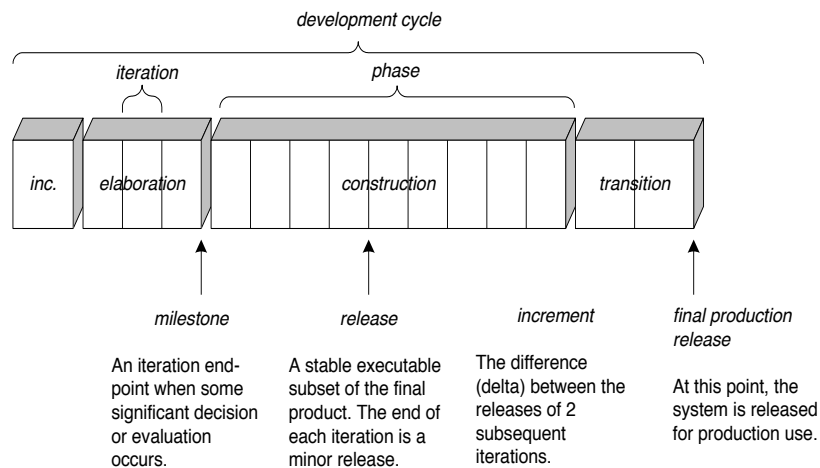 development cycle
iteration
phase
inc.
elaboration
construction
transition
milestone
An iteration end-
point when some
significant decision
or evaluation
occurs.
release
A stable executable
subset of the final
product. The end of
each iteration is a
minor release.
increment
The difference
(delta) between the
releases of 2
subsequent
iterations.
final production
release
At this point, the
system is released
for production use.